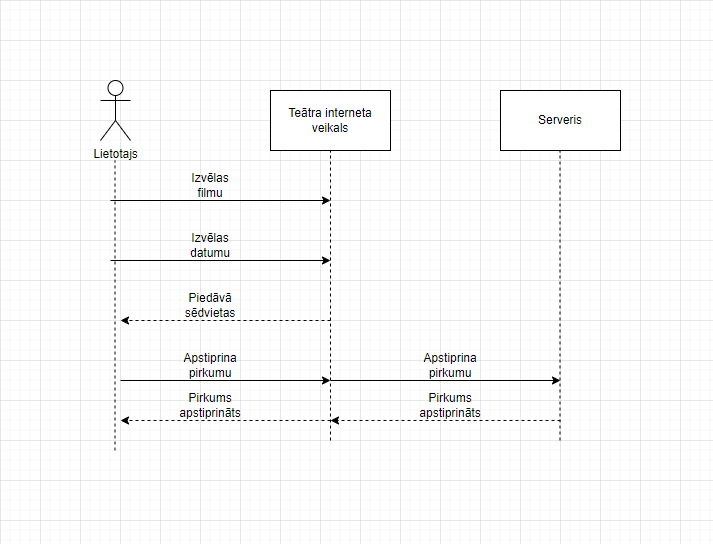 Lietotajs
Teātra interneta
veikals
Serveris
Izvēlas
filmu
Izvēlas
datumu
Piedāvā
sēdvietas
Apstiprina
pirkumu
Apstiprina
pirkumu
Pirkums
apstiprināts
Pirkums
apstiprināts